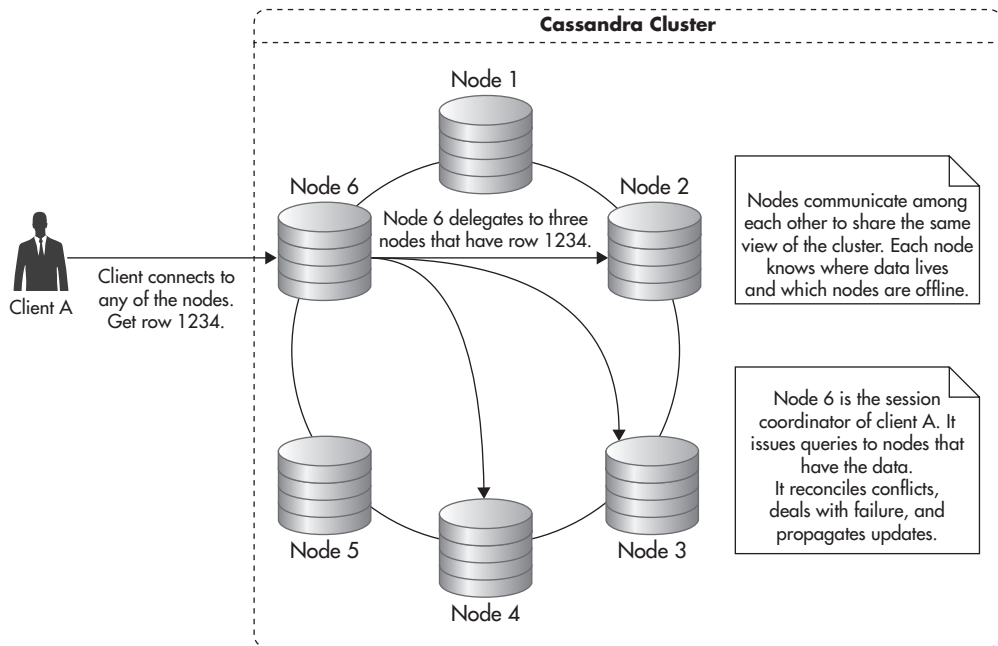 Cassandra Cluster
Node 1
Node 6
Node 2
Node 6 delegates to three
nodes that have row 1234.
Client A
Client connects to
any of the nodes.
Get row 1234.
Nodes communicate among
each other to share the same
view of the cluster. Each node
knows where data lives
and which nodes are offline.
Node 5
Node 4
Node 3
Node 6 is the session
coordinator of client A. It
issues queries to nodes that
have the data.
It reconciles conflicts,
deals with failure, and
propagates updates.